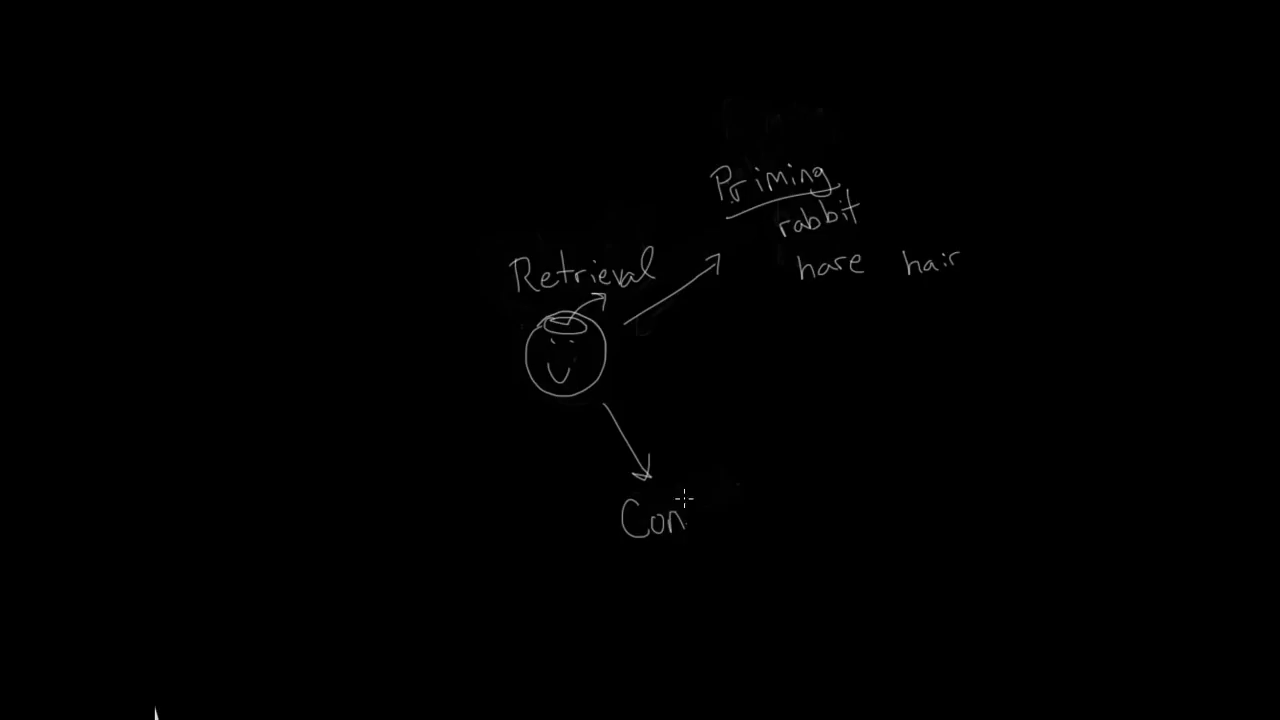 Priming
rabbit
hare hair
Retrieval
Con